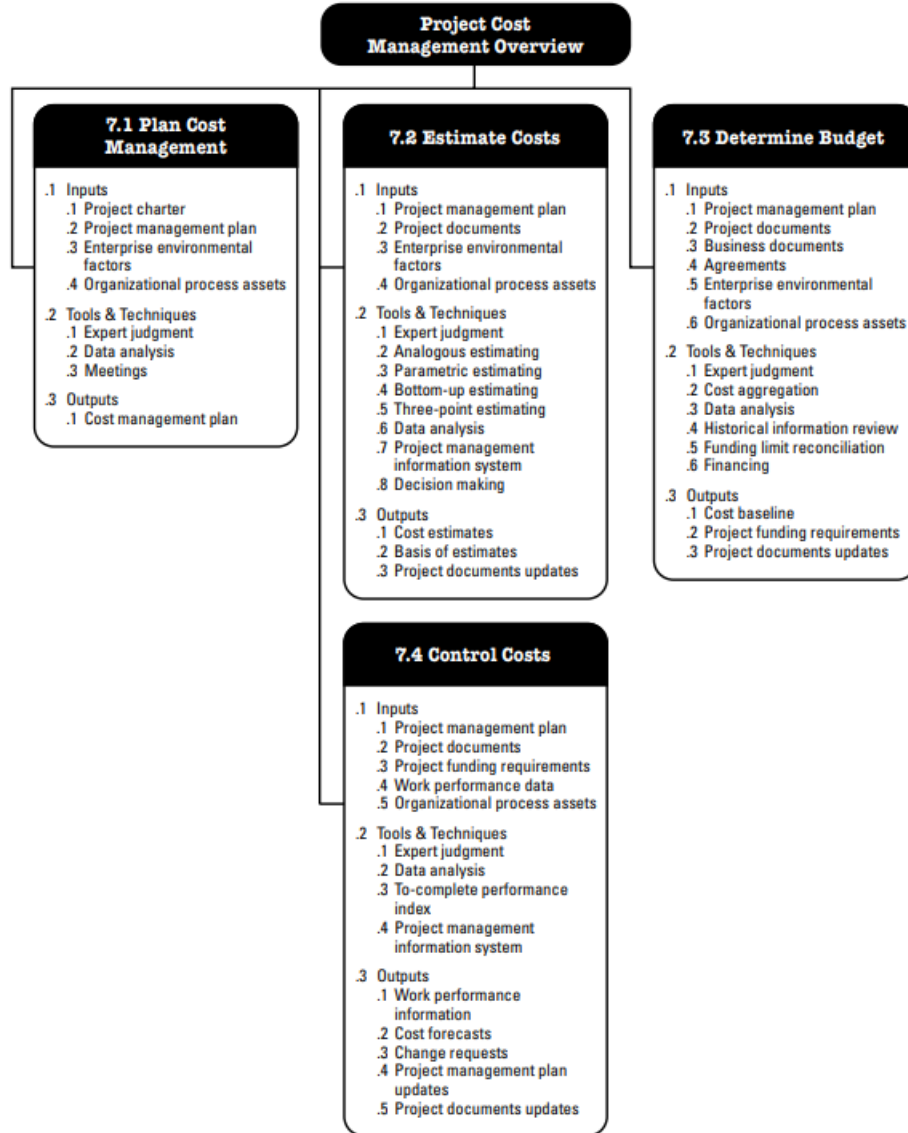 Project Cost
Management Overview
7.1 Plan Cost
Management
.1 Inputs
.1 Project charter
.2 Project management plan
.3 Enterprise environmental
factors
.4 Organizational process assets
.2 Tools & Techniques
.1 Expert judgment
.2 Data analysis
.3 Meetings
.3 Outputs
.1 Cost management plan
7.2 Estimate Costs
.1 Inputs
.1 Project management plan
.2 Project documents
.3 Enterprise environmental
factors
.4 Organizational process assets
.2 Tools & Techniques
.1 Expert judgment
.2 Analogous estimating
.3 Parametric estimating
.4 Bottom-up estimating
.5 Three-point estimating
.6 Data analysis
.7 Project management
information system
.8 Decision making
.3 Outputs
.1 Cost estimates
.2 Basis of estimates
.3 Project documents updates
7.3 Determine Budget
.1 Inputs
.1 Project management plan
.2 Project documents
.3 Business documents
.4 Agreements
.5 Enterprise environmental
factors
.6 Organizational process assets
.2 Tools & Techniques
.1 Expert judgment
.2 Cost aggregation
.3 Data analysis
.4 Historical information review
.5 Funding limit reconciliation
.6 Financing
.3 Outputs
.1 Cost baseline
.2 Project funding requirements
.3 Project documents updates
7.4 Control Costs
.1 Inputs
.1 Project management plan
.2 Project documents
.3 Project funding requirements
.4 Work performance data
.5 Organizational process assets
.2 Tools & Techniques
.1 Expert judgment
.2 Data analysis
.3 To-complete performance
index
.4 Project management
information system
.3 Outputs
.1 Work performance
information
.2 Cost forecasts
.3 Change requests
.4 Project management plan
updates
.5 Project documents updates